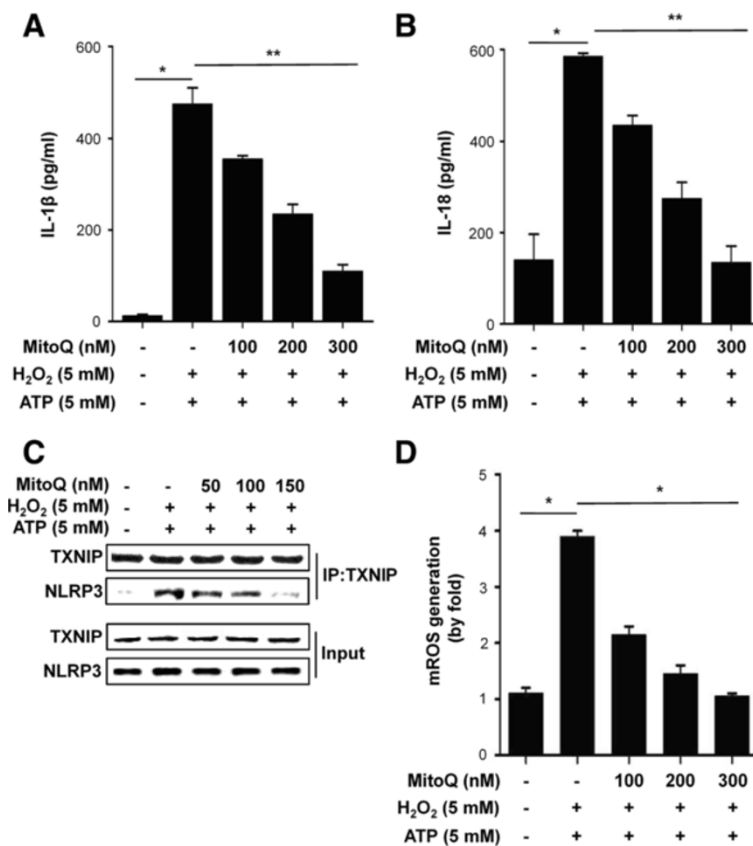 A
* **
600
400
200
0
IL-1β (pg/ml)
MitoQ (nM) - - 100 200 300
H₂O₂ (5 mM) - + + + +
ATP (5 mM) - + + + +
B
* **
600
400
200
0
IL-18 (pg/ml)
MitoQ (nM) - - 100 200 300
H₂O₂ (5 mM) - + + + +
ATP (5 mM) - + + + +
C
MitoQ (nM) - - 50 100 150
H₂O₂ (5 mM) - + + + +
ATP (5 mM) - + + + +
TXNIP
NLRP3
IP:TXNIP
TXNIP
NLRP3
Input
D
* *
5
4
3
2
1
0
mROS generation
(by fold)
MitoQ (nM) - - 100 200 300
H₂O₂ (5 mM) - + + + +
ATP (5 mM) - + + + +